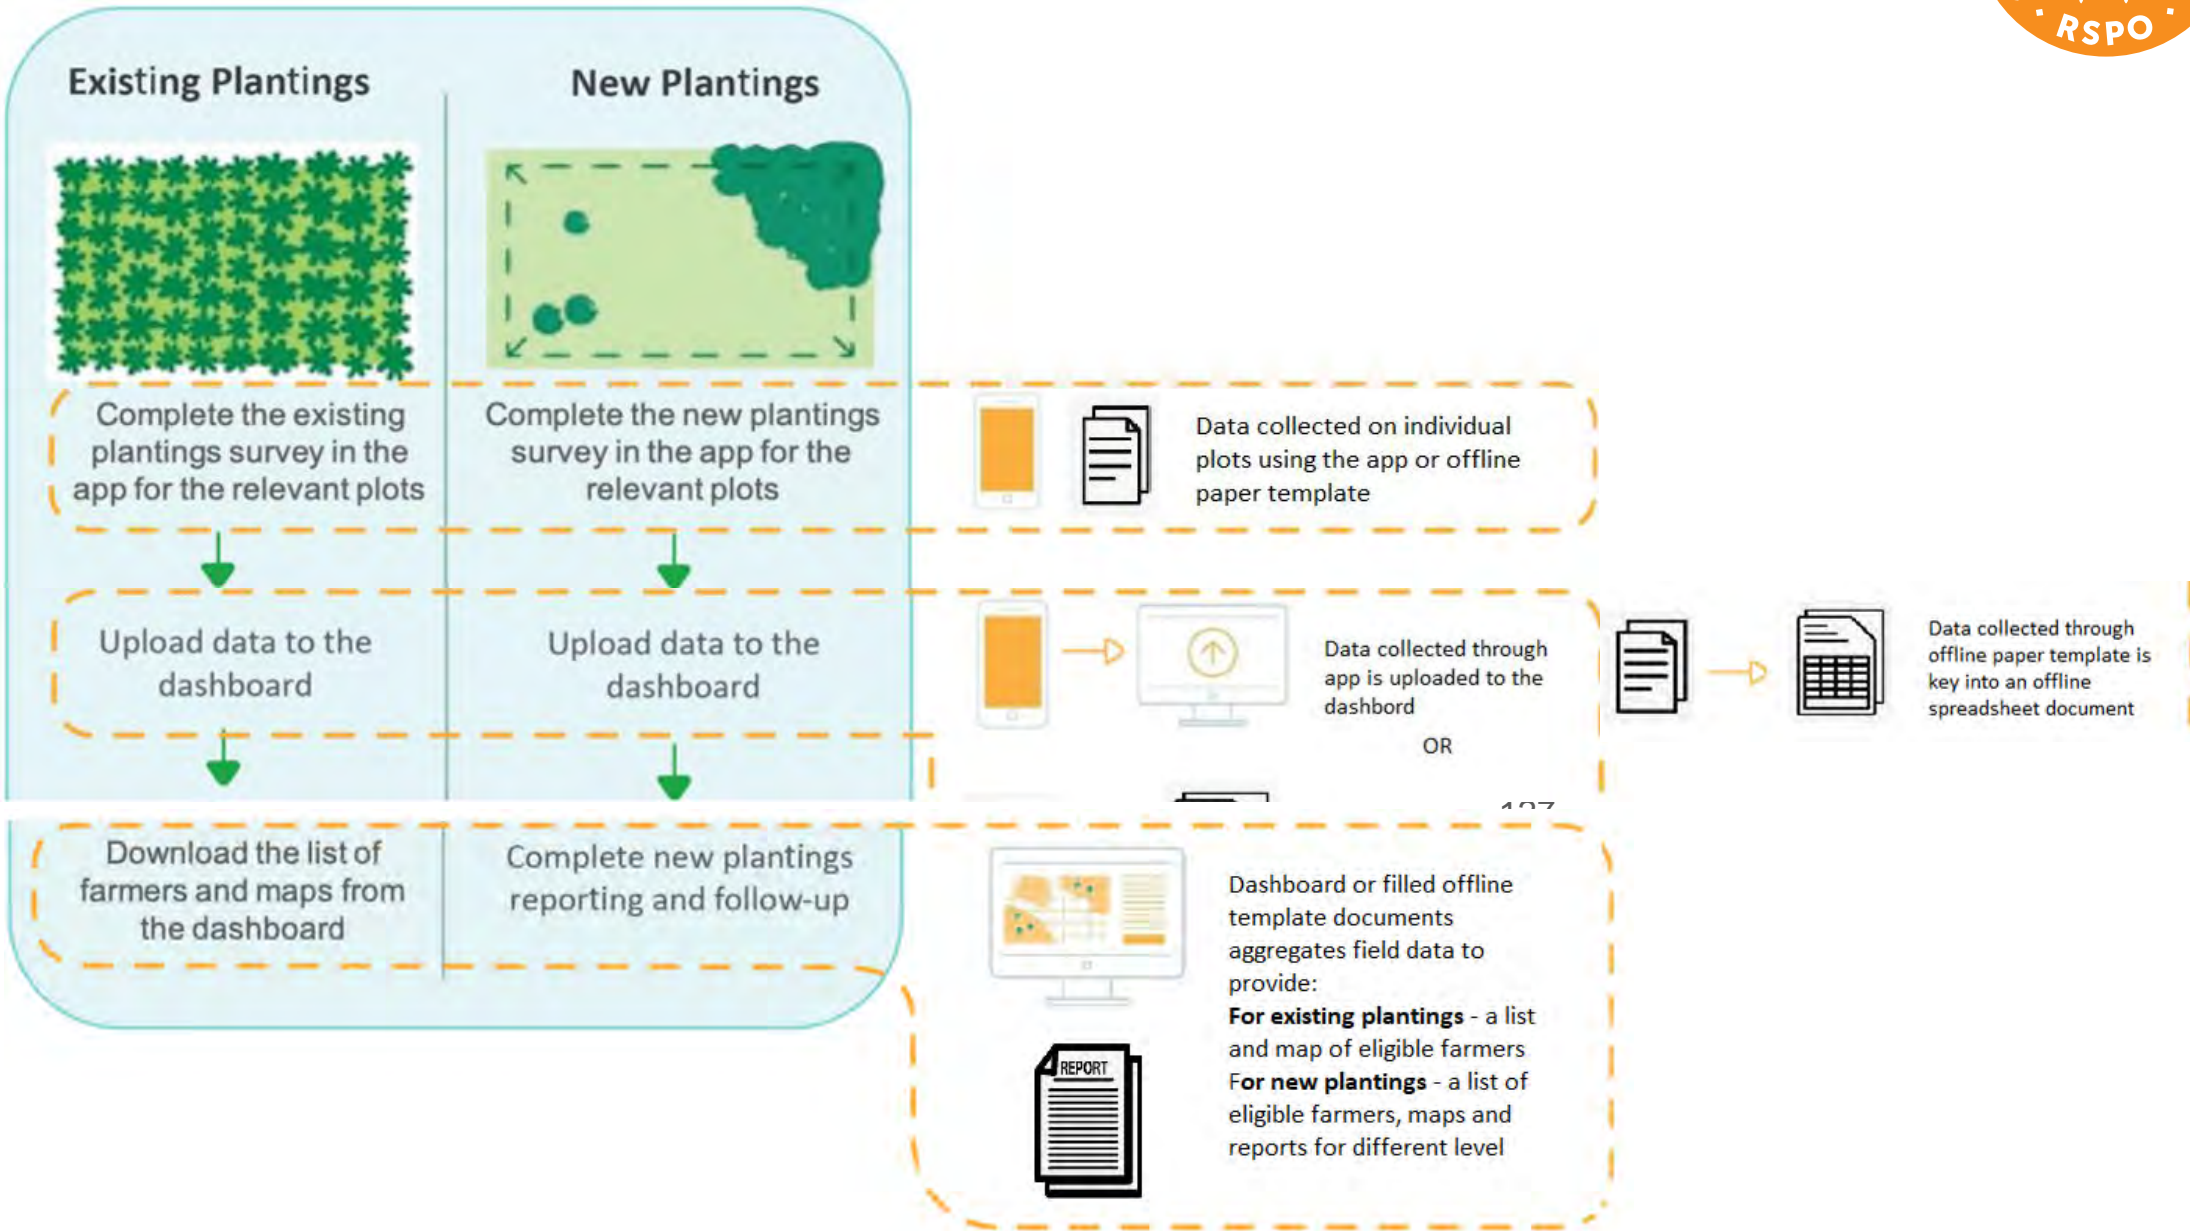 RSPO
Existing Plantings
New Plantings
Complete the existing
plantings survey in the
app for the relevant plots
Complete the new plantings
survey in the app for the
relevant plots
Data collected on individual
plots using the app or offline
paper template
Upload data to the
dashboard
Upload data to the
dashboard
Data collected through
app is uploaded to the
dashbord
OR
Data collected through
offline paper template is
key into an offline
spreadsheet document
Download the list of
farmers and maps from
the dashboard
Complete new plantings
reporting and follow-up
REPORT
Dashboard or filled offline
template documents
aggregates field data to
provide:
For existing plantings - a list
and map of eligible farmers
For new plantings - a list of
eligible farmers, maps and
reports for different level